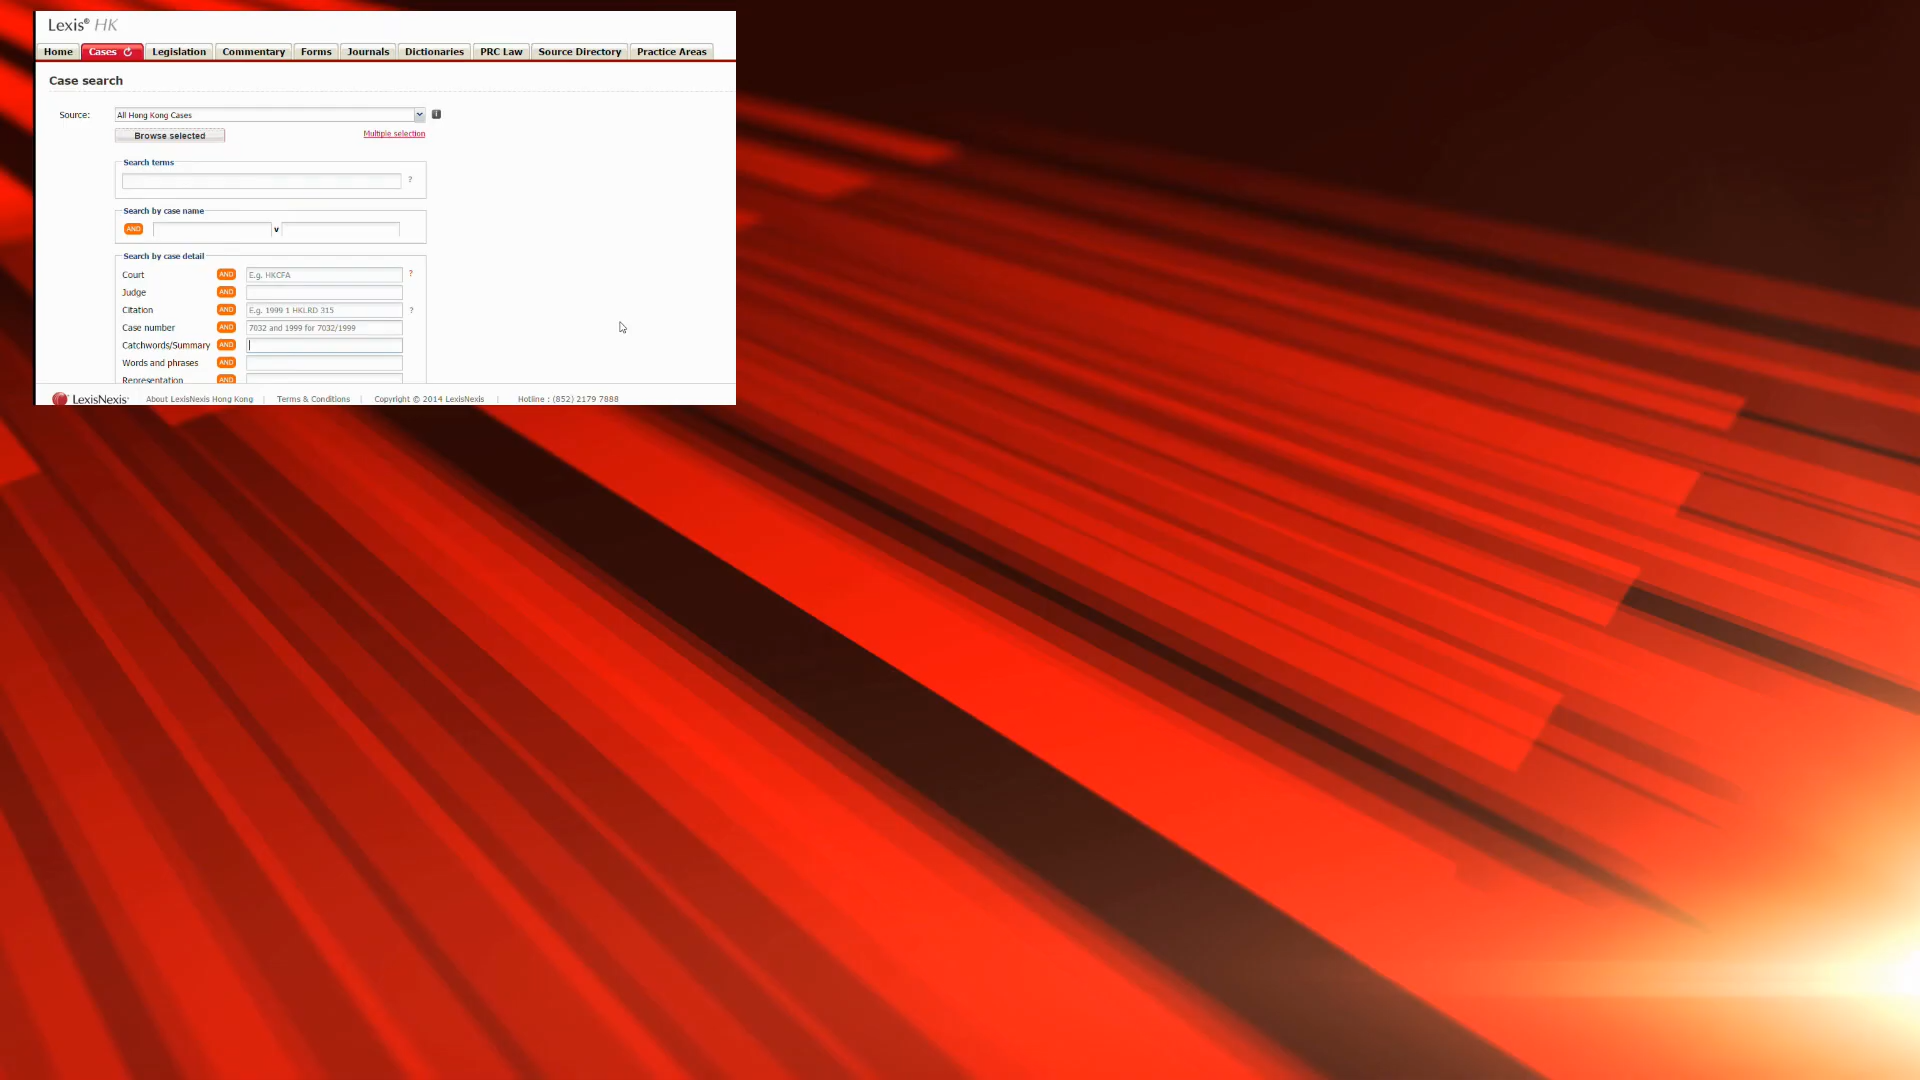 Lexis® HK
Home Cases Legislation Commentary Forms Journals Dictionaries PRC Law Source Directory Practice Areas
Case search
Source: All Hong Kong Cases i
Browse selected Multiple selection
Search terms
?
Search by case name
AND v
Search by case detail
Court AND E.g. HKCFA ?
Judge AND
Citation AND E.g. 1999 1 HKLRD 315 ?
Case number AND 7032 and 1999 for 7032/1999
Catchwords/Summary AND
Words and phrases AND
Representation AND
LexisNexis® About LexisNexis Hong Kong | Terms & Conditions | Copyright © 2014 LexisNexis | Hotline : (852) 2179 7888